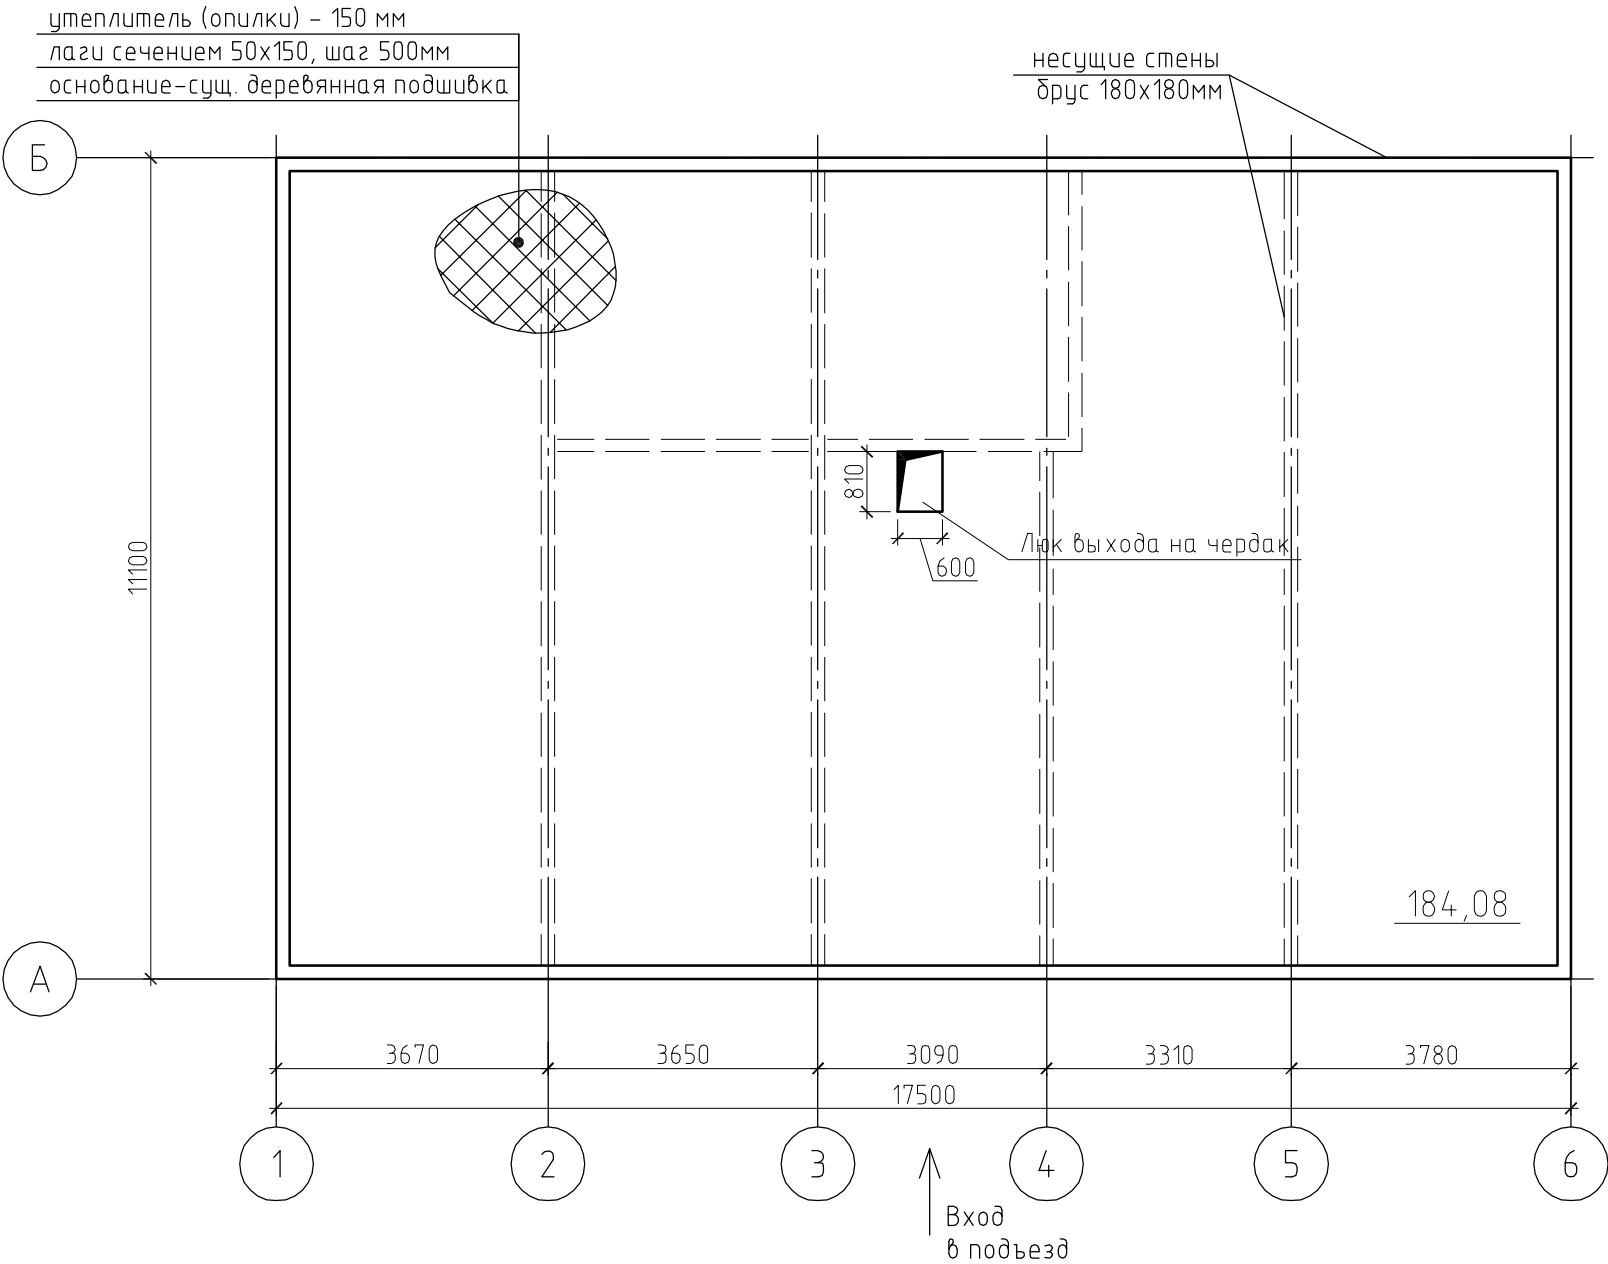 утеплитель (опилки) - 150 мм
лаги сечением 50х150, шаг 500мм
основание-сущ. деревянная подшивка
несущие стены
брус 180х180мм
Б
810
Люк выхода на чердак
600
11100
184,08
А
3670
3650
3090
3310
3780
17500
1
2
3
4
5
6
Вход
в подъезд